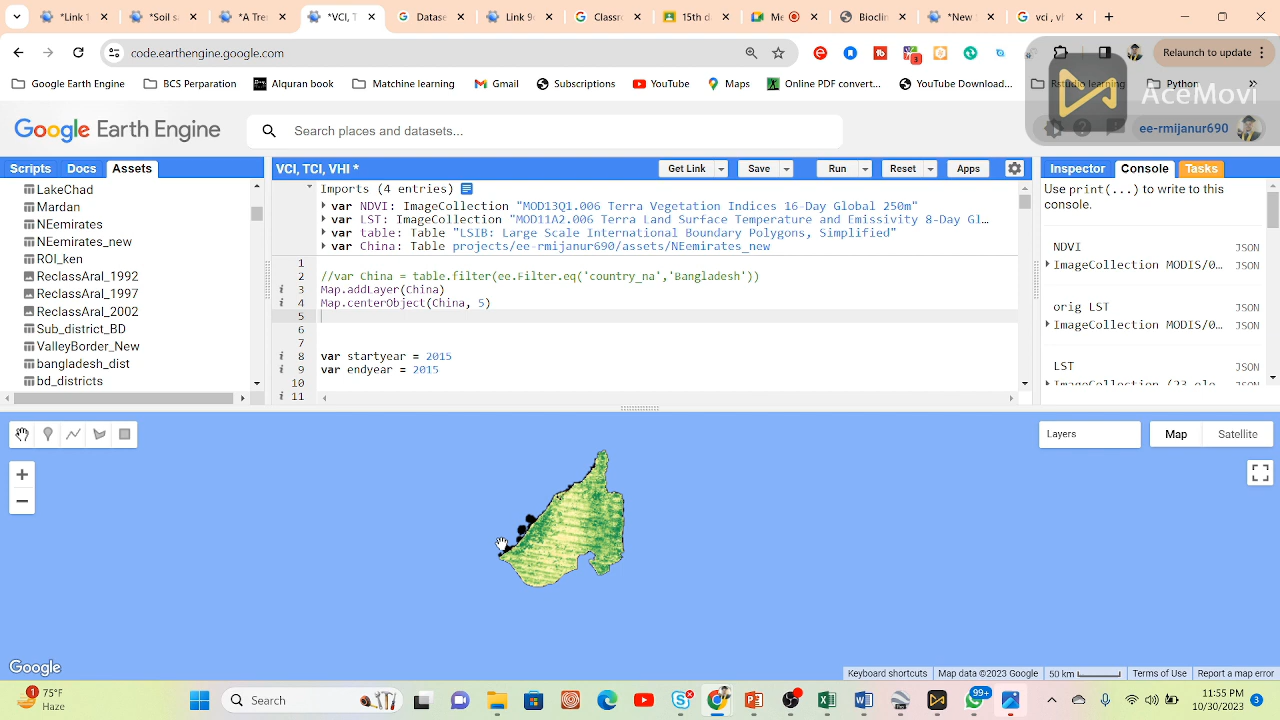 *Link 1
*Soil s
*A Tre
*VCI, T
Datase
Link 9
Classr
15th d
Me
Bioclin
*New
vci , vh
code.earthengine.google.com
Relaunch to update
Google Earth Engine
BCS Perparation
Alquran book
Matchine learning
Gmail
Subscriptions
YouTube
Maps
Online PDF convert...
YouTube Download...
Rstudio learning
Python
AceMovi
Google Earth Engine
Search places and datasets...
ee-rmijanur690
Scripts
Docs
Assets
VCI, TCI, VHI *
Get Link
Save
Run
Reset
Apps
Inspector
Console
Tasks
LakeChad
Mardan
NEemirates
NEemirates_new
ROI_ken
ReclassAral_1992
ReclassAral_1997
ReclassAral_2002
Sub_district_BD
ValleyBorder_New
bangladesh_dist
bd_districts
Imports (4 entries)
var NDVI: ImageCollection "MOD13Q1.006 Terra Vegetation Indices 16-Day Global 250m"
var LST: ImageCollection "MOD11A2.006 Terra Land Surface Temperature and Emissivity 8-Day Gl...
var table: Table "LSIB: Large Scale International Boundary Polygons, Simplified"
var China: Table projects/ee-rmijanur690/assets/NEemirates_new
1
2 //var China = table.filter(ee.Filter.eq('country_na','Bangladesh'))
3 Map.addLayer(China)
4 Map.centerObject(China, 5)
5
6
7
8 var startyear = 2015
9 var endyear = 2015
10
11
Use print(...) to write to this
console.
NDVI JSON
ImageCollection MODIS/0...
orig LST JSON
ImageCollection MODIS/0...
LST JSON
ImageCollection (23 ele
Layers
Map
Satellite
Google
Keyboard shortcuts
Map data ©2023 Google
50 km
Terms of Use
Report a map error
1
75°F
Haze
Search
99+
11:55 PM
10/30/2023
3